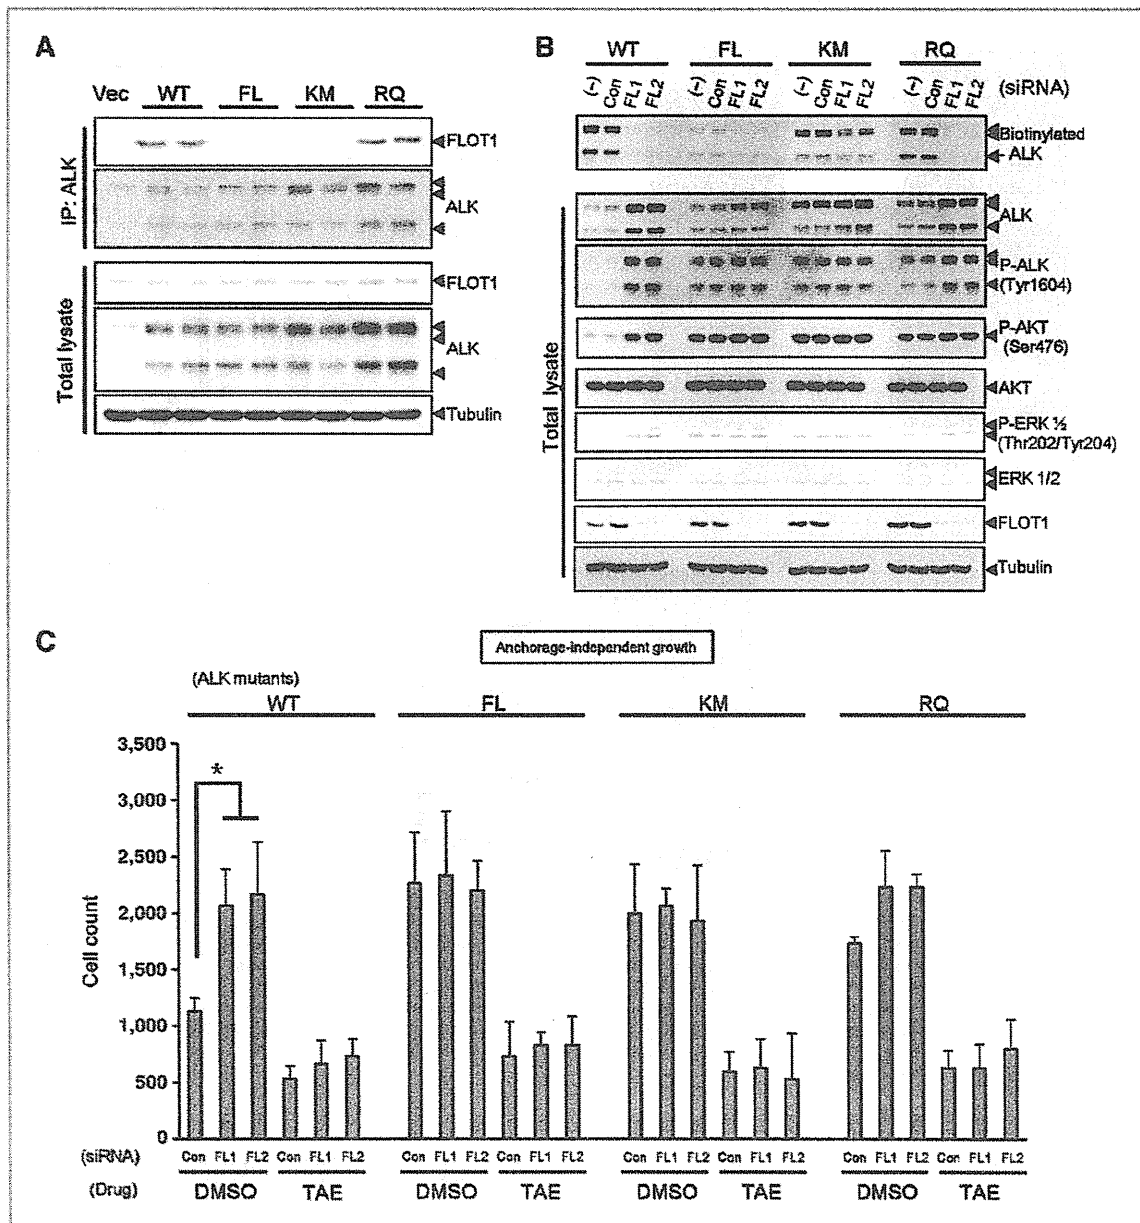 A
Vec WT FL KM RQ
IP: ALK
FLOT1
ALK
Total lysate
FLOT1
ALK
Tubulin
B
WT FL KM RQ
(-) Con FL1 FL2 (-) Con FL1 FL2 (-) Con FL1 FL2 (-) Con FL1 FL2 (siRNA)
Biotinylated
ALK
Total lysate
ALK
P-ALK
(Tyr1604)
P-AKT
(Ser476)
AKT
P-ERK ½
(Thr202/Tyr204)
ERK 1/2
FLOT1
Tubulin
C
Anchorage-independent growth
(ALK mutants)
WT FL KM RQ
Cell count
3,500
3,000
2,500
2,000
1,500
1,000
500
0
*
(siRNA) Con FL1 FL2 Con FL1 FL2 Con FL1 FL2 Con FL1 FL2 Con FL1 FL2 Con FL1 FL2 Con FL1 FL2 Con FL1 FL2
(Drug) DMSO TAE DMSO TAE DMSO TAE DMSO TAE